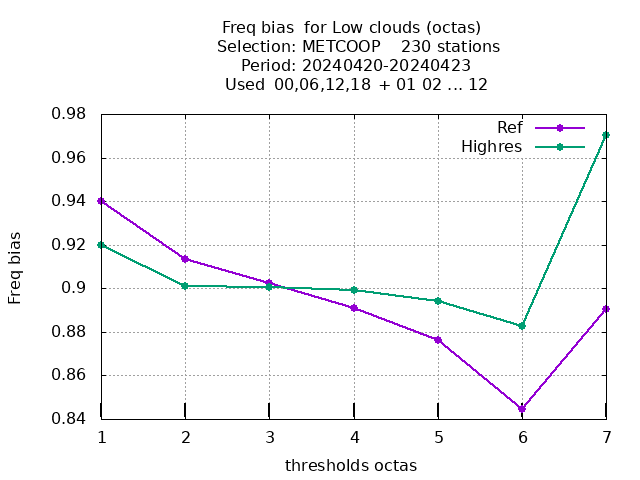 Freq bias for Low clouds (octas)
Selection: METCOOP 230 stations
Period: 20240420-20240423
Used 00,06,12,18 + 01 02 ... 12
Ref
Highres
0.98
0.96
0.94
0.92
0.9
0.88
0.86
0.84
Freq bias
1 2 3 4 5 6 7
thresholds octas